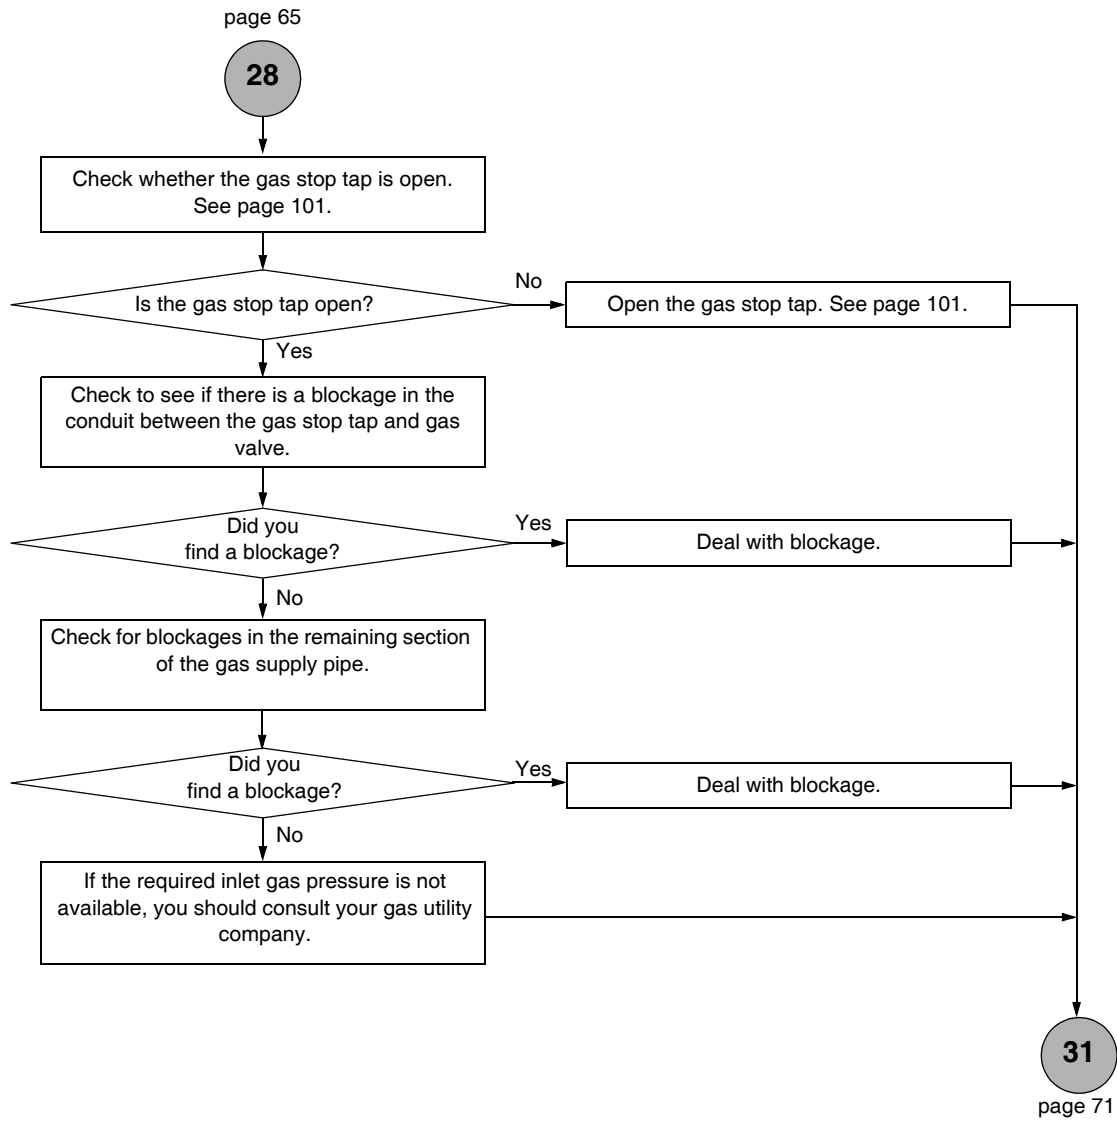 page 65
28
Check whether the gas stop tap is open.
See page 101.
Is the gas stop tap open?
No
Open the gas stop tap. See page 101.
Yes
Check to see if there is a blockage in the
conduit between the gas stop tap and gas
valve.
Did you
find a blockage?
Yes
Deal with blockage.
No
Check for blockages in the remaining section
of the gas supply pipe.
Did you
find a blockage?
Yes
Deal with blockage.
No
If the required inlet gas pressure is not
available, you should consult your gas utility
company.
31
page 71